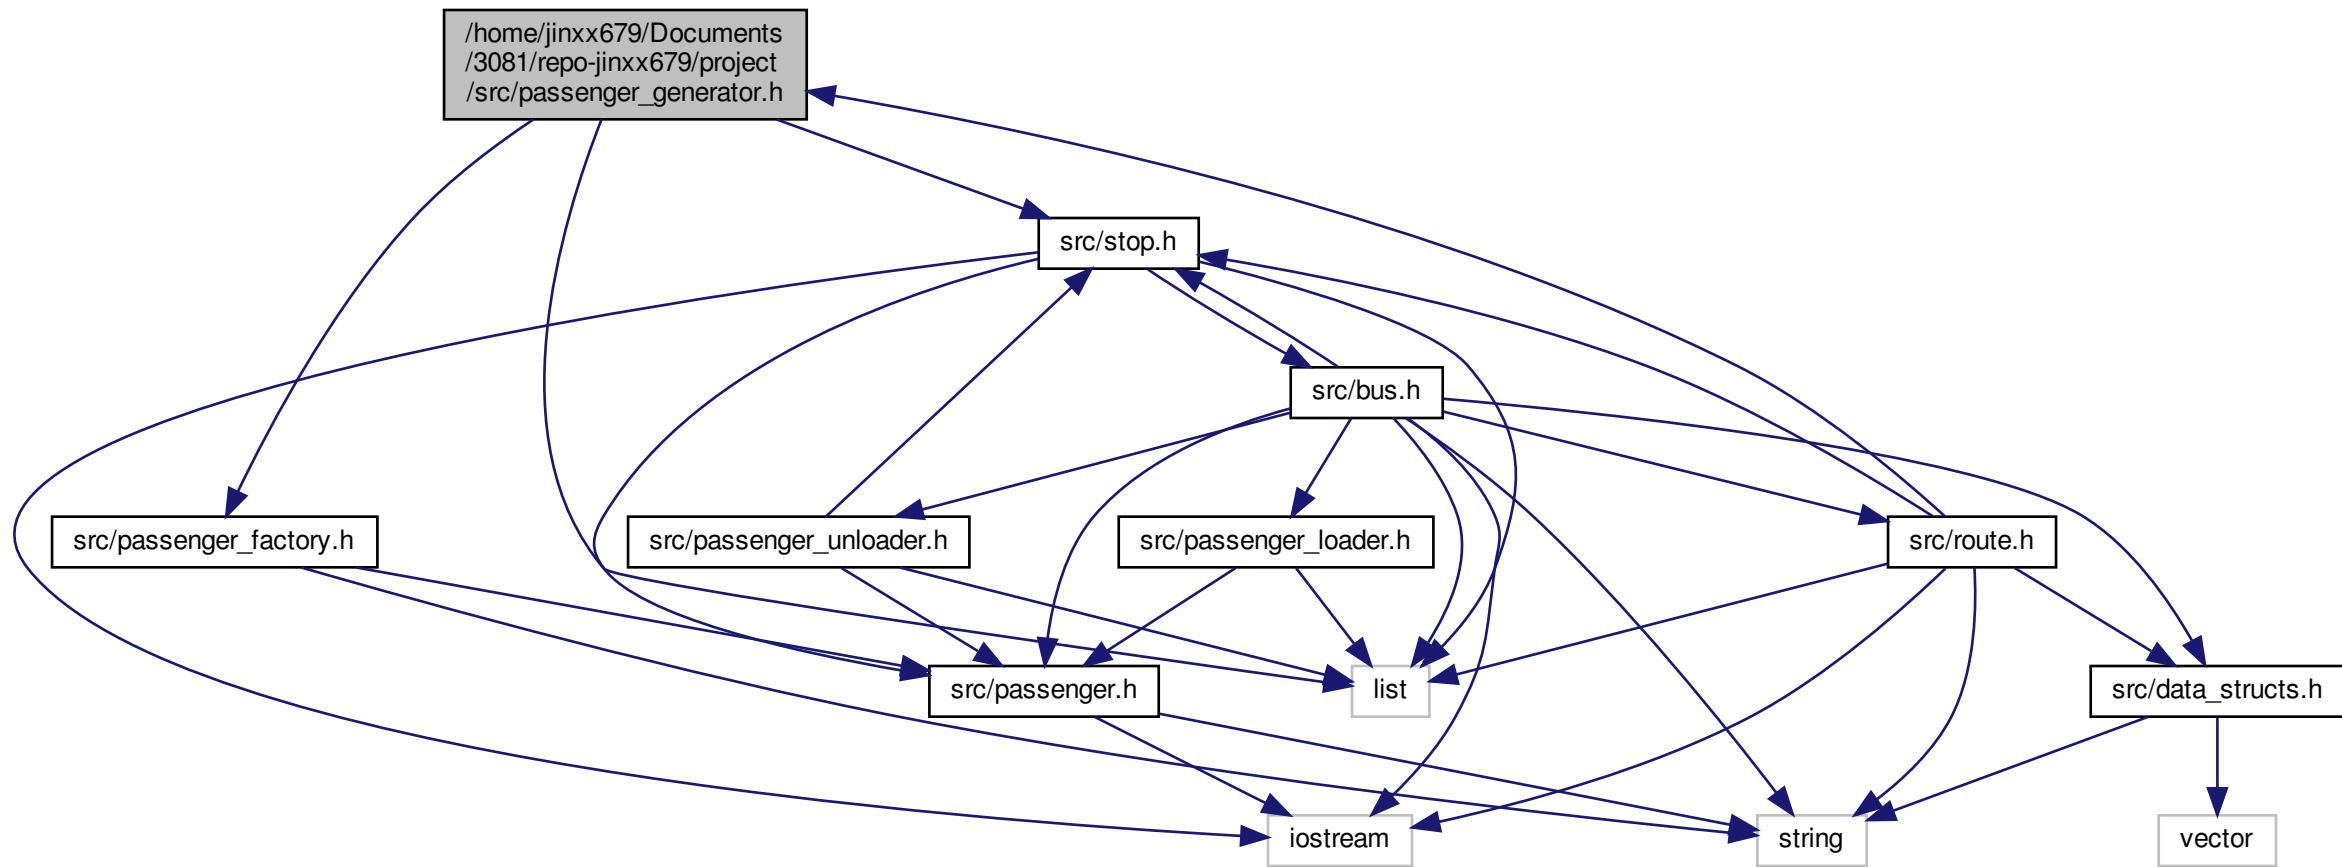 /home/jinxx679/Documents
/3081/repo-jinxx679/project
/src/passenger_generator.h
src/stop.h
src/bus.h
src/passenger_factory.h
src/passenger_unloader.h
src/passenger_loader.h
src/route.h
src/passenger.h
list
src/data_structs.h
iostream
string
vector